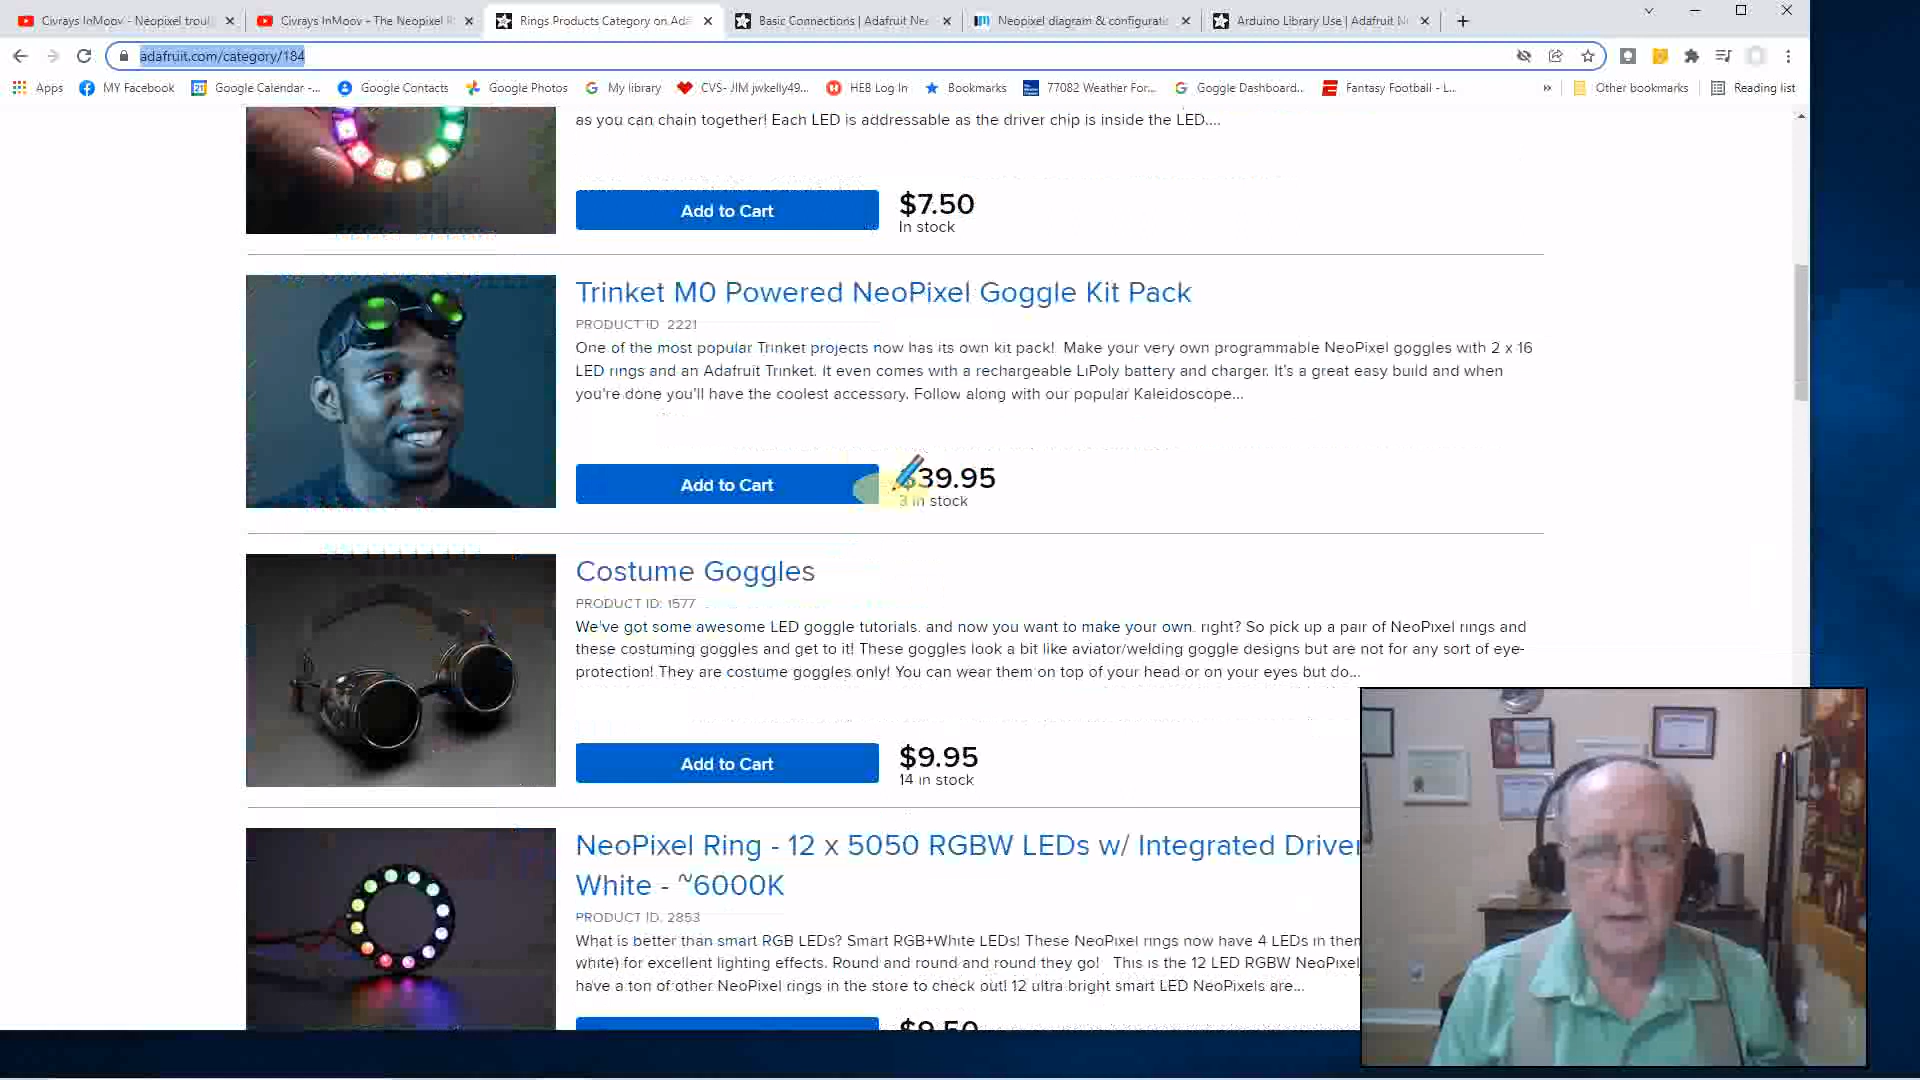 Civrays InMoov - Neopixel troul
Civrays InMoov - The Neopixel R
Rings Products Category on Ada
Basic Connections | Adafruit Neo
Neopixel diagram & configuratio
Arduino Library Use | Adafruit N
adafruit.com/category/184
Apps
MY Facebook
Google Calendar -...
Google Contacts
Google Photos
My library
CVS- JIM jwkelly49...
HEB Log In
Bookmarks
77082 Weather For...
Goggle Dashboard...
Fantasy Football - L...
»
Other bookmarks
Reading list
as you can chain together! Each LED is addressable as the driver chip is inside the LED....
Add to Cart
$7.50
In stock
Trinket M0 Powered NeoPixel Goggle Kit Pack
PRODUCT ID 2221
One of the most popular Trinket projects now has its own kit pack! Make your very own programmable NeoPixel goggles with 2 x 16
LED rings and an Adafruit Trinket. It even comes with a rechargeable LiPoly battery and charger. It's a great easy build and when
you're done you'll have the coolest accessory. Follow along with our popular Kaleidoscope...
Add to Cart
$39.95
3 in stock
Costume Goggles
PRODUCT ID: 1577
We've got some awesome LED goggle tutorials. and now you want to make your own. right? So pick up a pair of NeoPixel rings and
these costuming goggles and get to it! These goggles look a bit like aviator/welding goggle designs but are not for any sort of eye-
protection! They are costume goggles only! You can wear them on top of your head or on your eyes but do...
Add to Cart
$9.95
14 in stock
NeoPixel Ring - 12 x 5050 RGBW LEDs w/ Integrated Driver
White - ~6000K
PRODUCT ID. 2853
What is better than smart RGB LEDs? Smart RGB+White LEDs! These NeoPixel rings now have 4 LEDs in them
white) for excellent lighting effects. Round and round and round they go! This is the 12 LED RGBW NeoPixel
have a ton of other NeoPixel rings in the store to check out! 12 ultra bright smart LED NeoPixels are...
$9.50